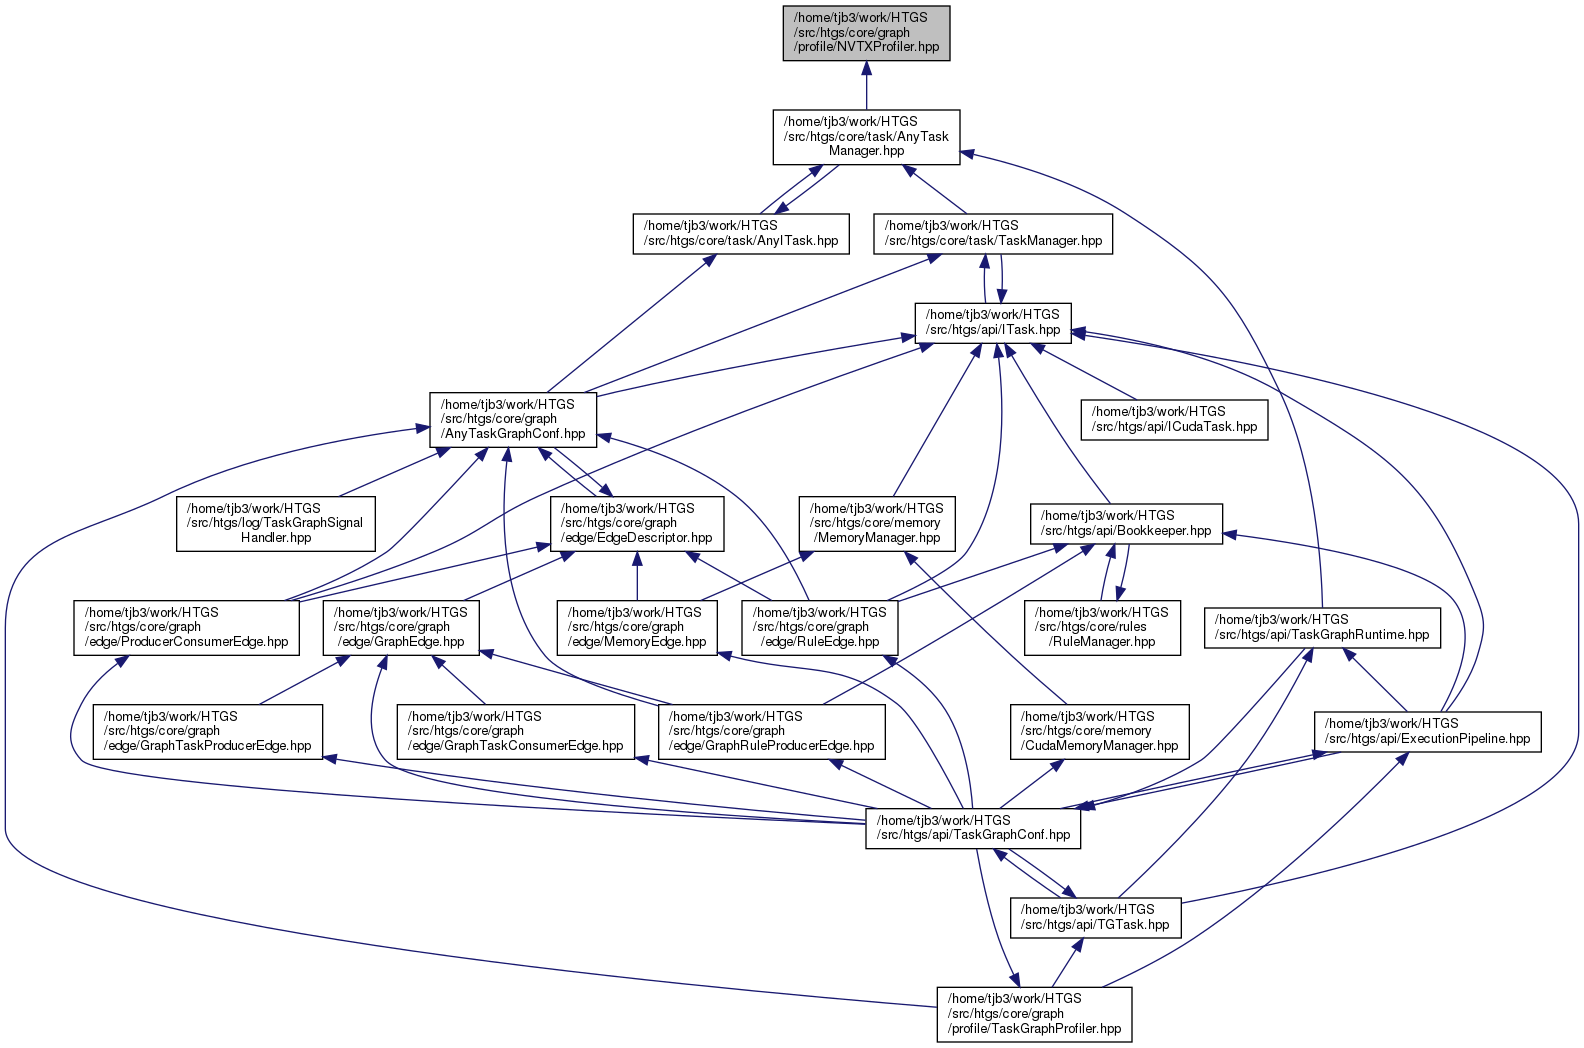 /home/tjb3/work/HTGS
/src/htgs/core/graph
/profile/NVTXProfiler.hpp
/home/tjb3/work/HTGS
/src/htgs/core/task/AnyTask
Manager.hpp
/home/tjb3/work/HTGS
/src/htgs/core/task/AnyITask.hpp
/home/tjb3/work/HTGS
/src/htgs/core/task/TaskManager.hpp
/home/tjb3/work/HTGS
/src/htgs/api/ITask.hpp
/home/tjb3/work/HTGS
/src/htgs/core/graph
/AnyTaskGraphConf.hpp
/home/tjb3/work/HTGS
/src/htgs/api/ICudaTask.hpp
/home/tjb3/work/HTGS
/src/htgs/log/TaskGraphSignal
Handler.hpp
/home/tjb3/work/HTGS
/src/htgs/core/graph
/edge/EdgeDescriptor.hpp
/home/tjb3/work/HTGS
/src/htgs/core/memory
/MemoryManager.hpp
/home/tjb3/work/HTGS
/src/htgs/api/Bookkeeper.hpp
/home/tjb3/work/HTGS
/src/htgs/core/graph
/edge/ProducerConsumerEdge.hpp
/home/tjb3/work/HTGS
/src/htgs/core/graph
/edge/GraphEdge.hpp
/home/tjb3/work/HTGS
/src/htgs/core/graph
/edge/MemoryEdge.hpp
/home/tjb3/work/HTGS
/src/htgs/core/graph
/edge/RuleEdge.hpp
/home/tjb3/work/HTGS
/src/htgs/core/rules
/RuleManager.hpp
/home/tjb3/work/HTGS
/src/htgs/api/TaskGraphRuntime.hpp
/home/tjb3/work/HTGS
/src/htgs/core/graph
/edge/GraphTaskProducerEdge.hpp
/home/tjb3/work/HTGS
/src/htgs/core/graph
/edge/GraphTaskConsumerEdge.hpp
/home/tjb3/work/HTGS
/src/htgs/core/graph
/edge/GraphRuleProducerEdge.hpp
/home/tjb3/work/HTGS
/src/htgs/core/memory
/CudaMemoryManager.hpp
/home/tjb3/work/HTGS
/src/htgs/api/ExecutionPipeline.hpp
/home/tjb3/work/HTGS
/src/htgs/api/TaskGraphConf.hpp
/home/tjb3/work/HTGS
/src/htgs/api/TGTask.hpp
/home/tjb3/work/HTGS
/src/htgs/core/graph
/profile/TaskGraphProfiler.hpp